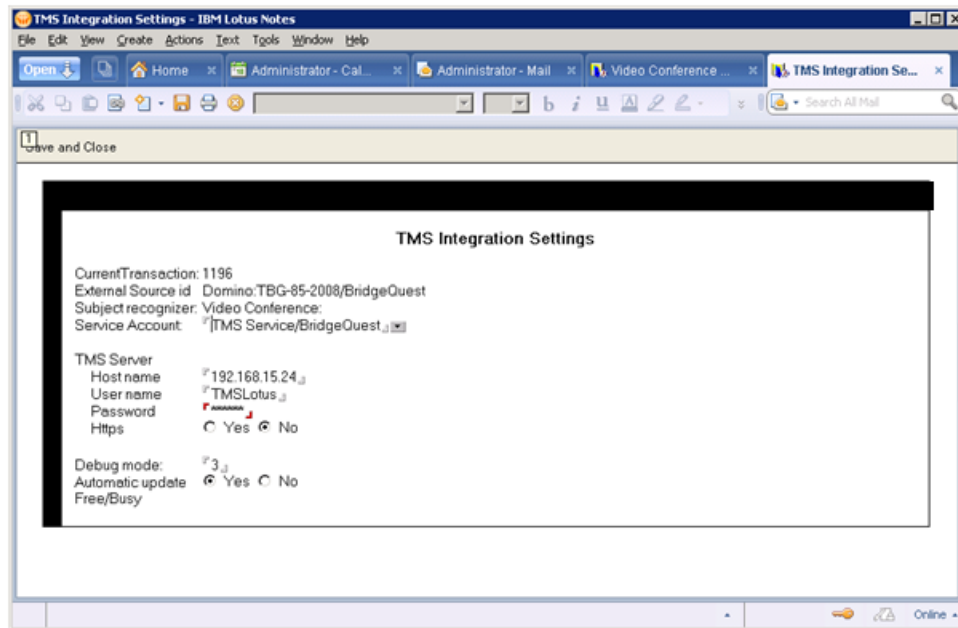 TMS Integration Settings - IBM Lotus Notes
File Edit View Create Actions Text Tools Window Help
Open Home Administrator - Cal... Administrator - Mail Video Conference ... TMS Integration Se...
b i u A Search All Mail
1
Save and Close
TMS Integration Settings
CurrentTransaction: 1196
External Source id Domino:TBG-85-2008/BridgeQuest
Subject recognizer: Video Conference:
Service Account: TMS Service/BridgeQuest
TMS Server
Host name 192.168.15.24
User name TMSLotus
Password ******
Https Yes No
Debug mode: 3
Automatic update Yes No
Free/Busy
Online